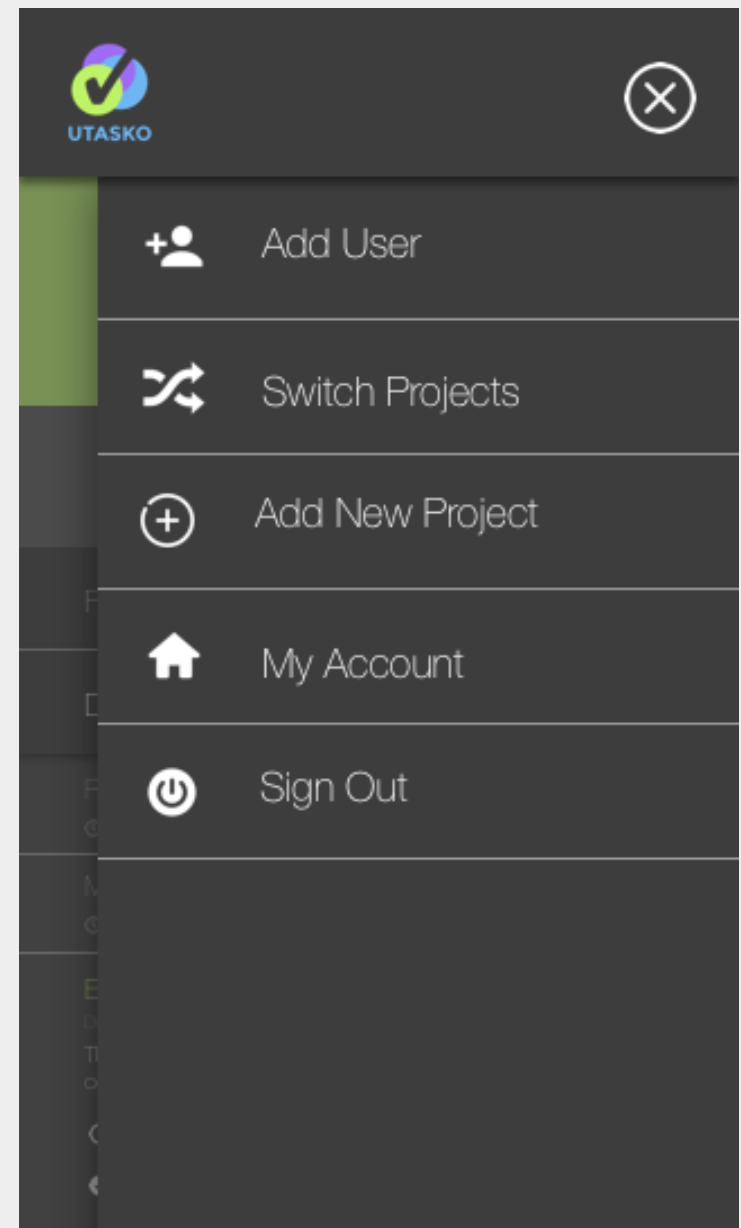 UTASKO
Add User
Switch Projects
Add New Project
My Account
Sign Out